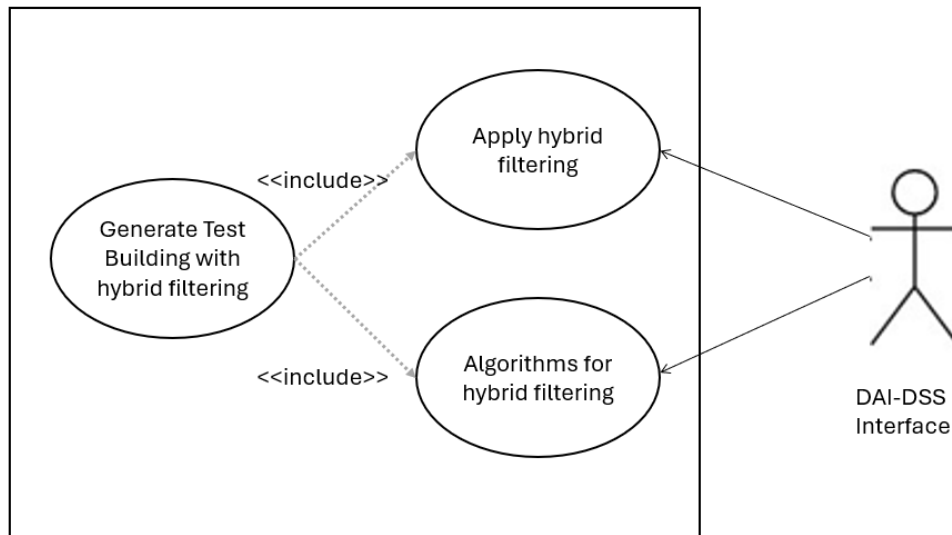 Apply hybrid
filtering
<<include>>
Generate Test
Building with
hybrid filtering
<<include>>
Algorithms for
hybrid filtering
DAI-DSS
Interface